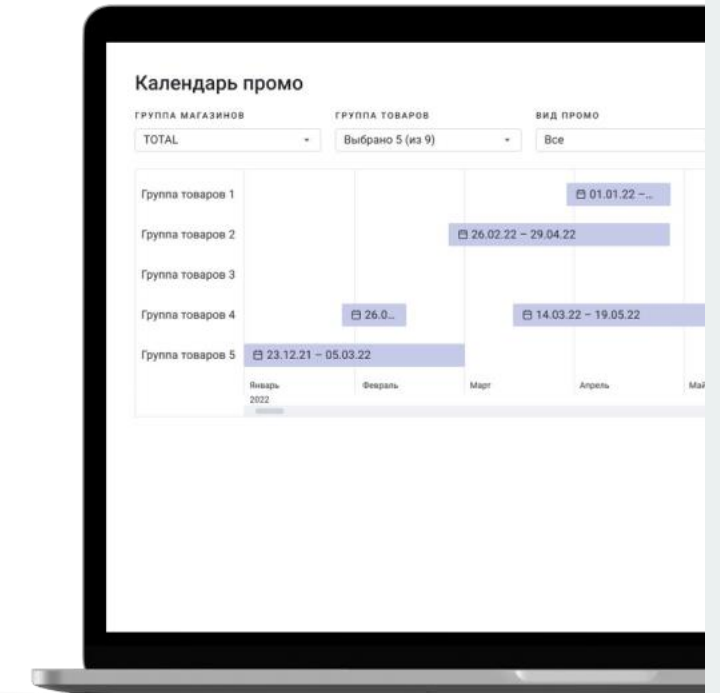 Календарь промо
ГРУППА МАГАЗИНОВ ГРУППА ТОВАРОВ ВИД ПРОМО
TOTAL Выбрано 5 (из 9) Все
Группа товаров 1 01.01.22 –...
Группа товаров 2 26.02.22 – 29.04.22
Группа товаров 3
Группа товаров 4 26.0... 14.03.22 – 19.05.22
Группа товаров 5 23.12.21 – 05.03.22
Январь Февраль Март Апрель Май
2022